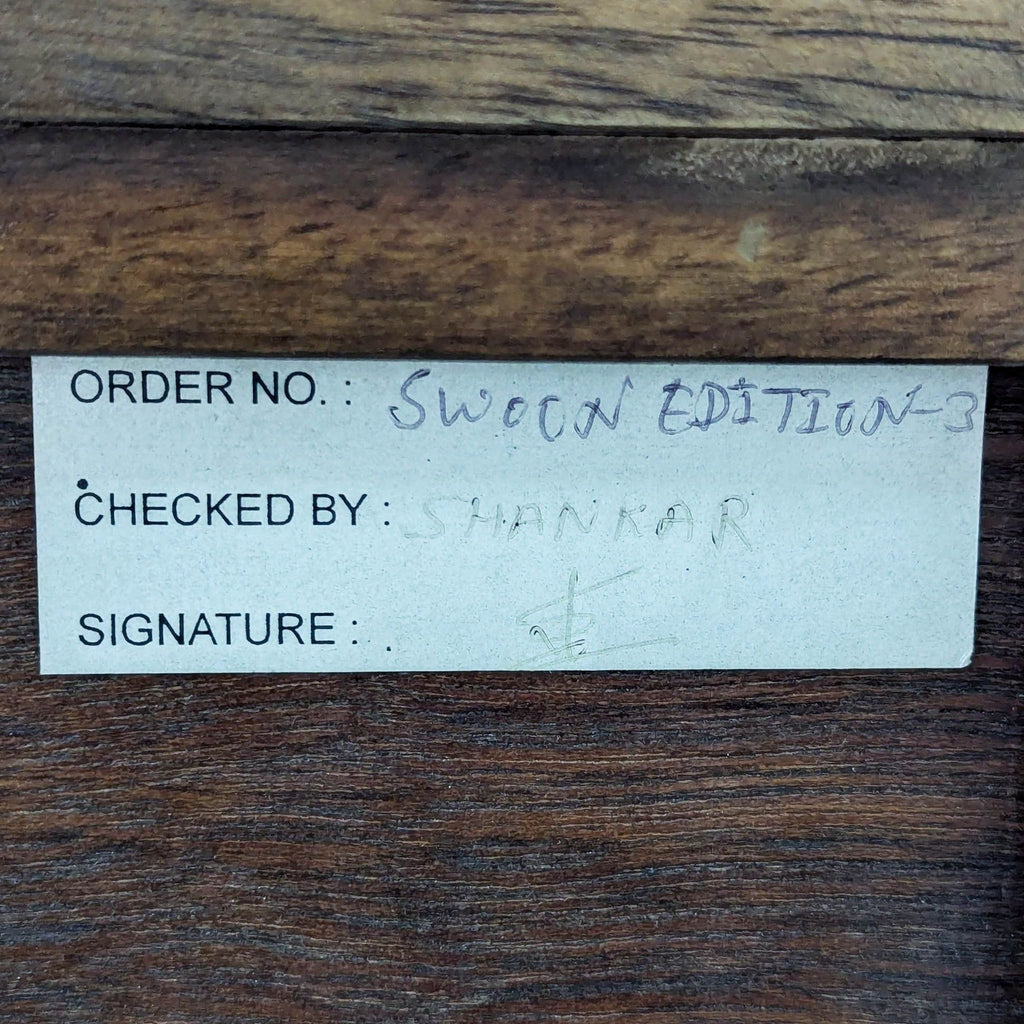 ORDER NO. : SWOON EDITION-3
CHECKED BY : SHANKAR
SIGNATURE :